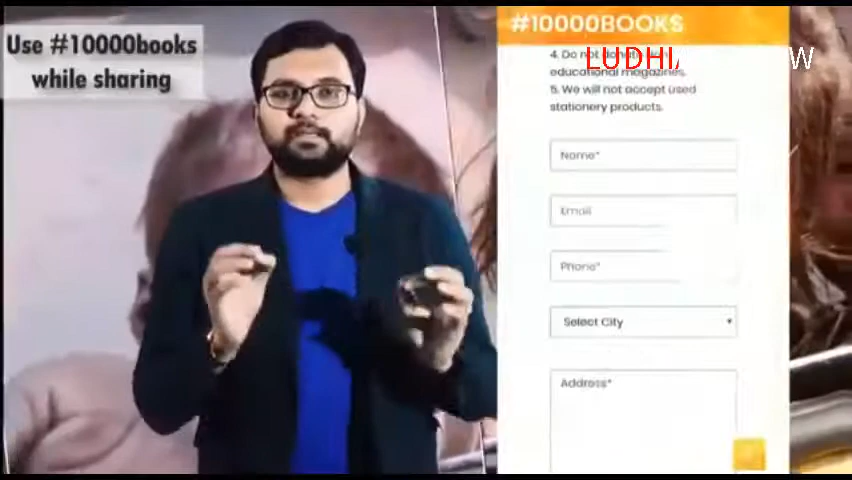 Use #10000books
while sharing
#10000BOOKS
4. Do not donate
educational magazines.
5. We will not accept used
stationery products.
Name*
Email
Phone*
Select City
Address*
W